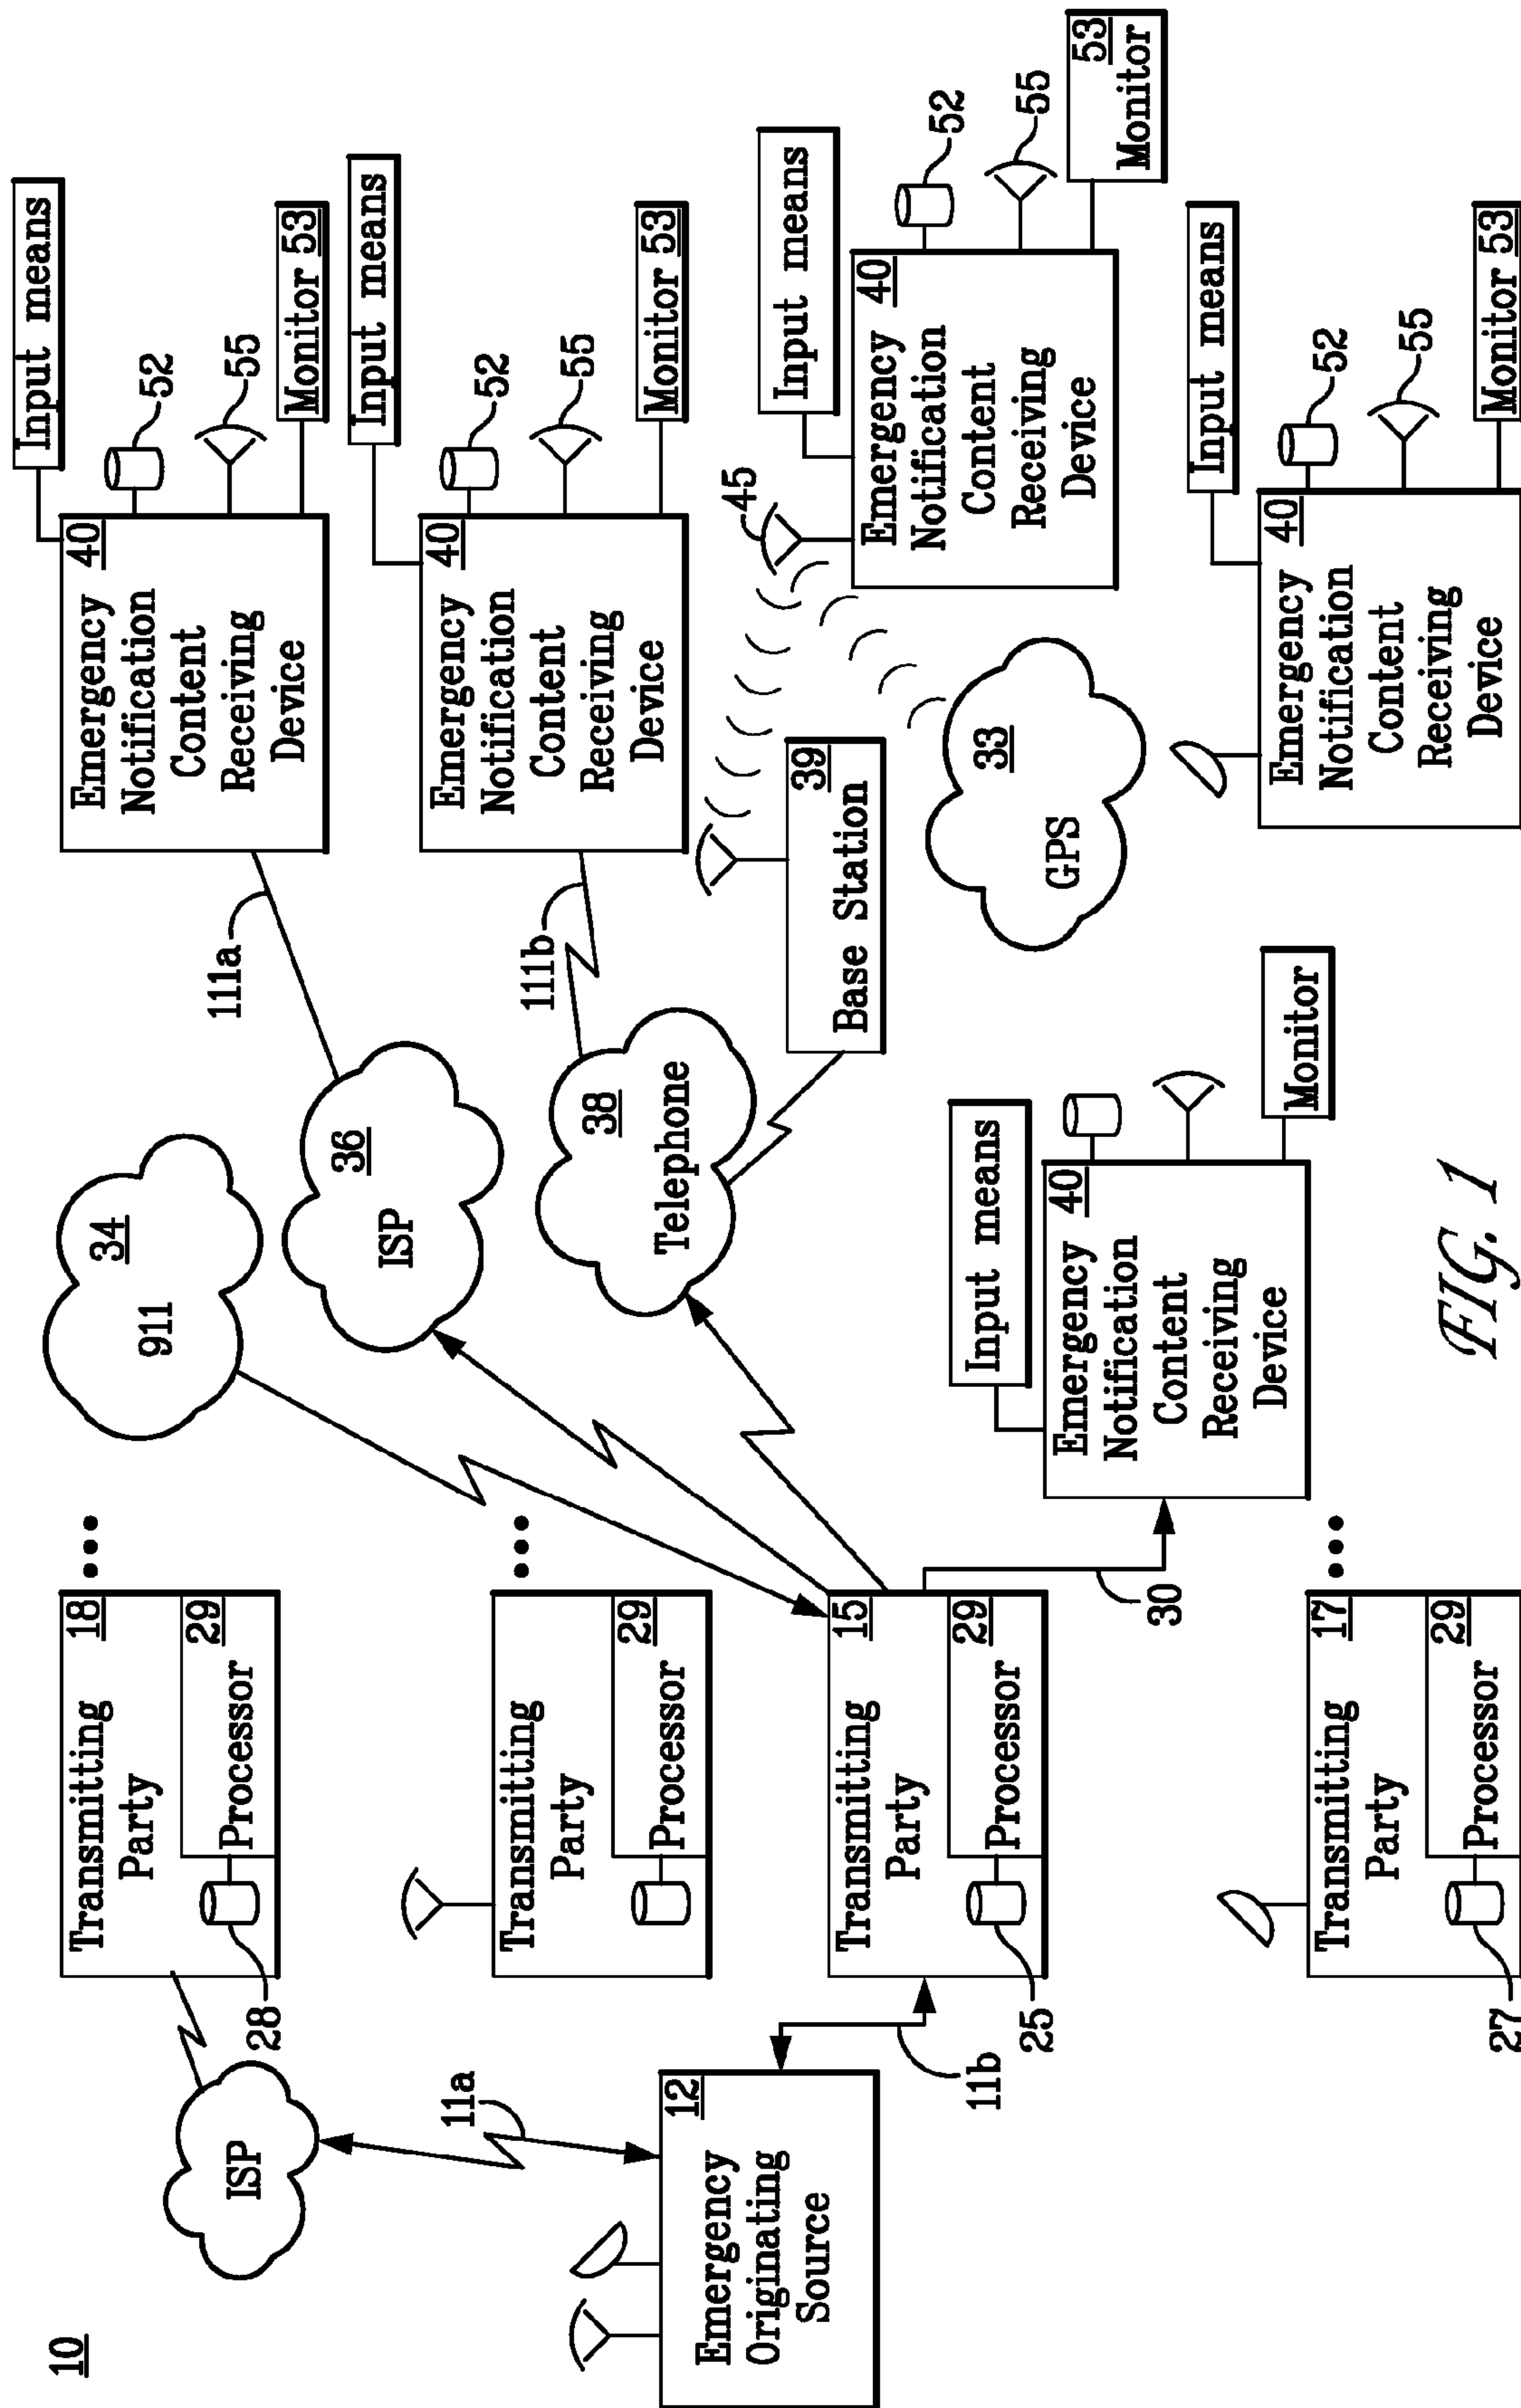 10
Emergency
Originating
Source
12
11a
ISP
11b
Transmitting
Party
18
Processor
29
28
Transmitting
Party
Processor
29
Transmitting
Party
15
Processor
29
25
Transmitting
Party
17
Processor
29
27
30
911
34
ISP
36
Telephone
38
111a
111b
Base Station
39
GPS
33
Emergency
Notification
Content
Receiving
Device
40
Input means
Monitor
Emergency
Notification
Content
Receiving
Device
40
Input means
52
55
Monitor 53
Emergency
Notification
Content
Receiving
Device
40
Input means
52
55
Monitor 53
45
Emergency
Notification
Content
Receiving
Device
40
Input means
52
55
53
Monitor
Emergency
Notification
Content
Receiving
Device
40
Input means
52
55
Monitor 53
FIG. 1